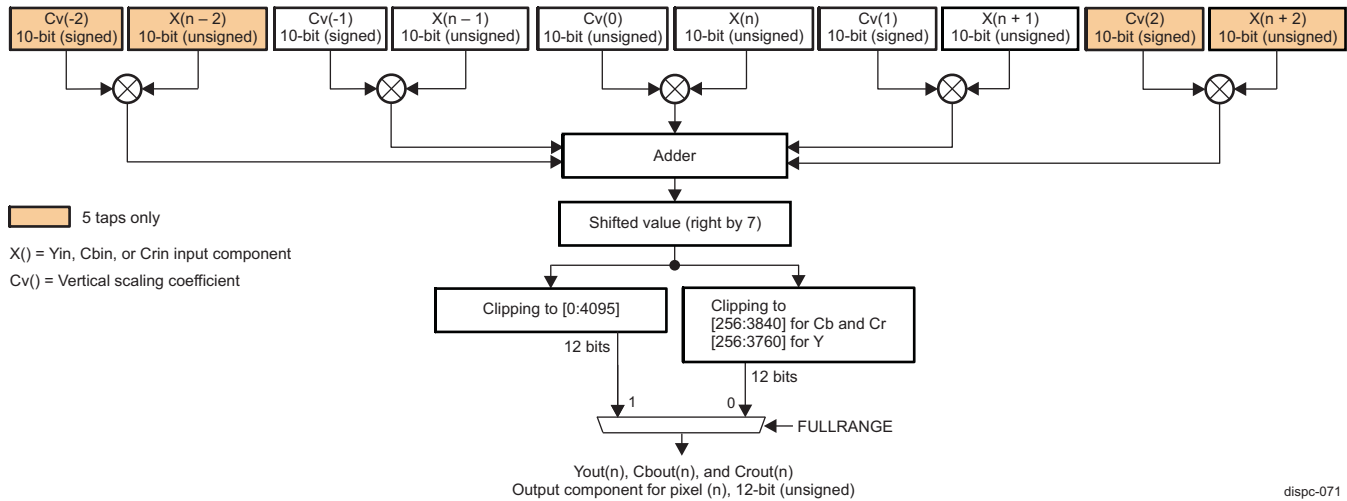 Cv(-2)
10-bit (signed)
X(n – 2)
10-bit (unsigned)
Cv(-1)
10-bit (signed)
X(n – 1)
10-bit (unsigned)
Cv(0)
10-bit (signed)
X(n)
10-bit (unsigned)
Cv(1)
10-bit (signed)
X(n + 1)
10-bit (unsigned)
Cv(2)
10-bit (signed)
X(n + 2)
10-bit (unsigned)
Adder
5 taps only
Shifted value (right by 7)
X() = Yin, Cbin, or Crin input component
Cv() = Vertical scaling coefficient
Clipping to [0:4095]
Clipping to
[256:3840] for Cb and Cr
[256:3760] for Y
12 bits
12 bits
1
0
FULLRANGE
Yout(n), Cbout(n), and Crout(n)
Output component for pixel (n), 12-bit (unsigned)
dispc-071